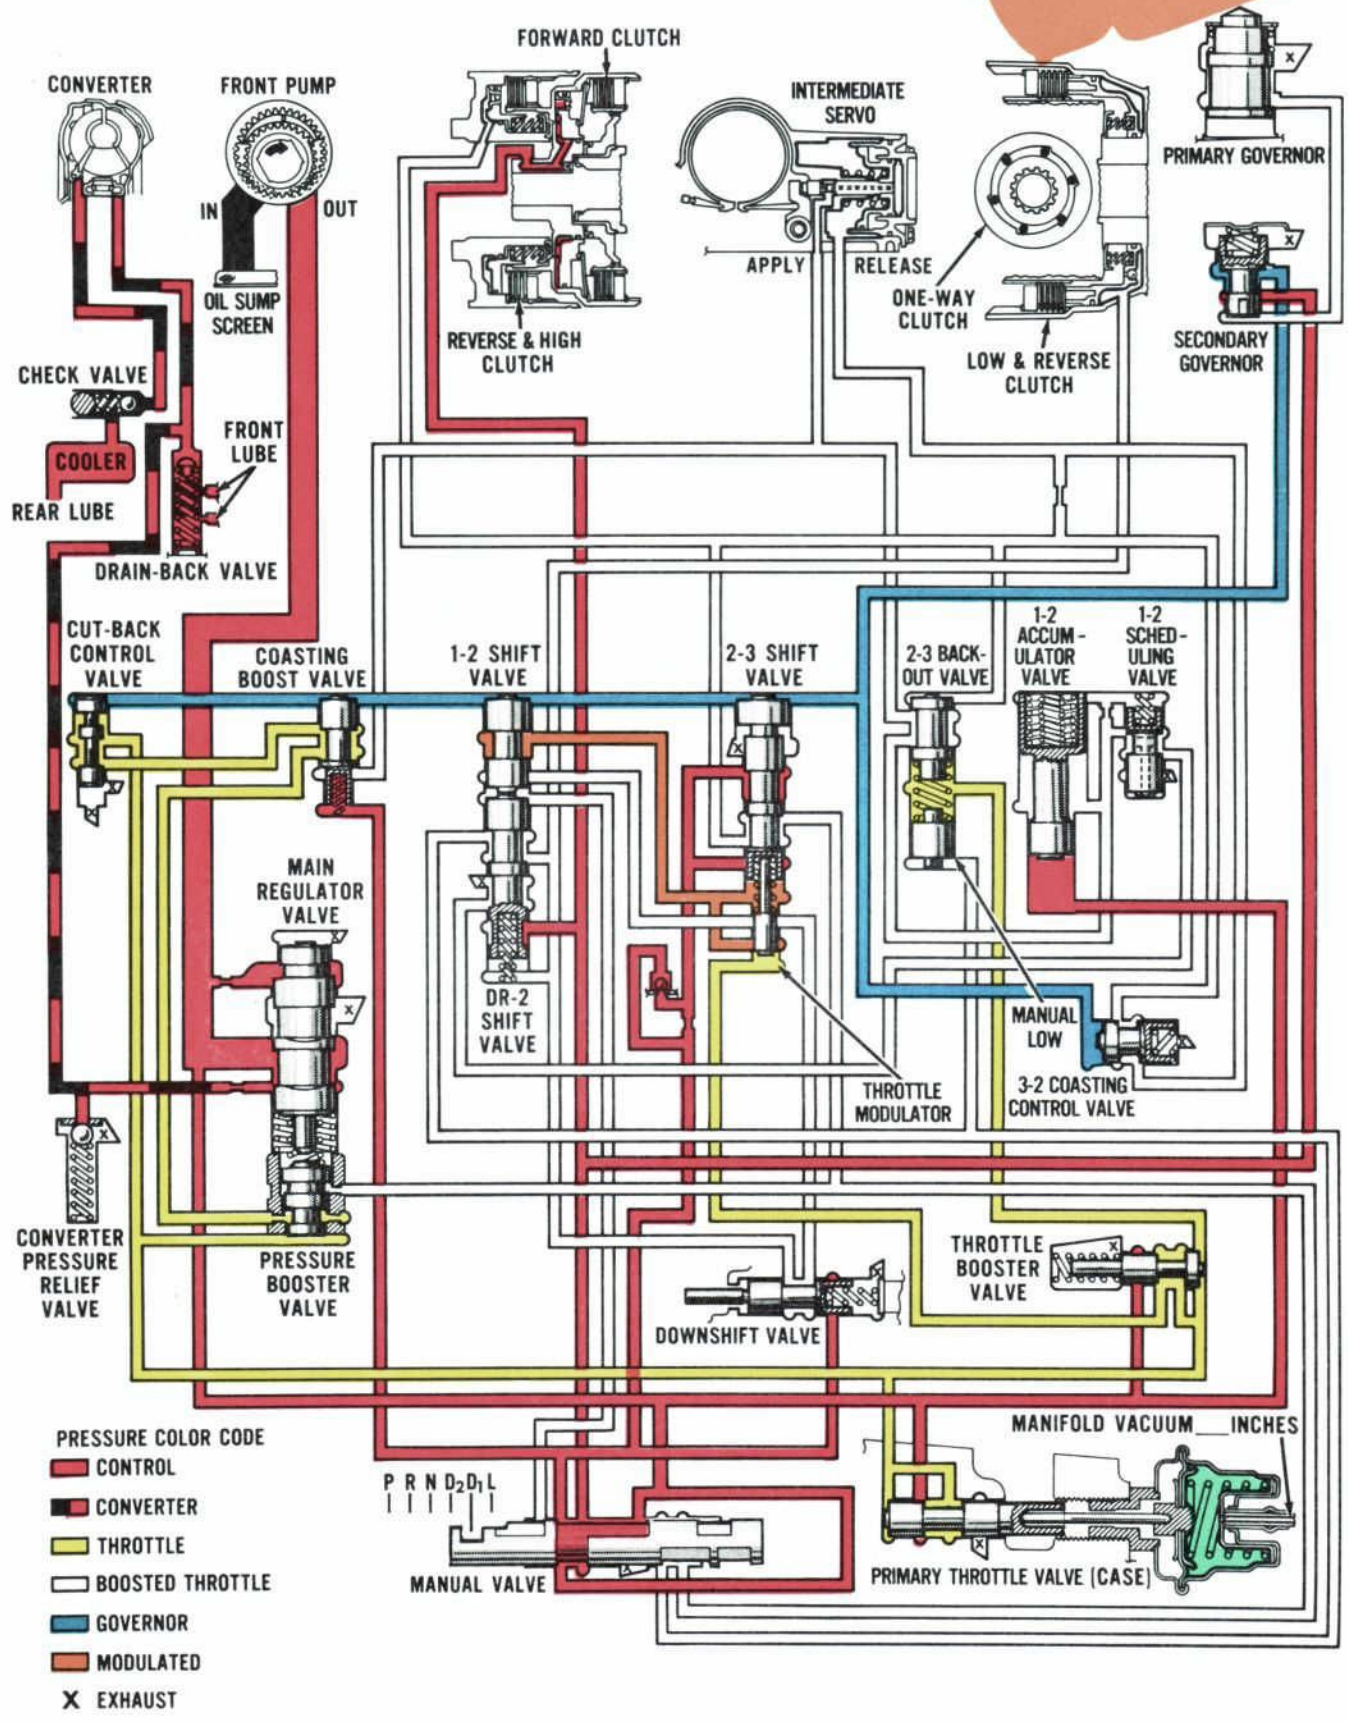 FORWARD CLUTCH
CONVERTER
FRONT PUMP
INTERMEDIATE
SERVO
X
PRIMARY GOVERNOR
IN
OUT
OIL SUMP
SCREEN
APPLY
RELEASE
ONE-WAY
CLUTCH
X
SECONDARY
GOVERNOR
REVERSE & HIGH
CLUTCH
LOW & REVERSE
CLUTCH
CHECK VALVE
FRONT
LUBE
COOLER
REAR LUBE
DRAIN-BACK VALVE
CUT-BACK
CONTROL
VALVE
COASTING
BOOST VALVE
1-2 SHIFT
VALVE
2-3 SHIFT
VALVE
2-3 BACK-
OUT VALVE
1-2
ACCUM-
ULATOR
VALVE
1-2
SCHED-
ULING
VALVE
X
MAIN
REGULATOR
VALVE
X
DR-2
SHIFT
VALVE
MANUAL
LOW
THROTTLE
MODULATOR
3-2 COASTING
CONTROL VALVE
X
CONVERTER
PRESSURE
RELIEF
VALVE
PRESSURE
BOOSTER
VALVE
THROTTLE
BOOSTER
VALVE
X
DOWNSHIFT VALVE
MANIFOLD VACUUM___INCHES
PRESSURE COLOR CODE
CONTROL
CONVERTER
THROTTLE
BOOSTED THROTTLE
GOVERNOR
MODULATED
X EXHAUST
P R N D2 D1 L
MANUAL VALVE
X
PRIMARY THROTTLE VALVE (CASE)